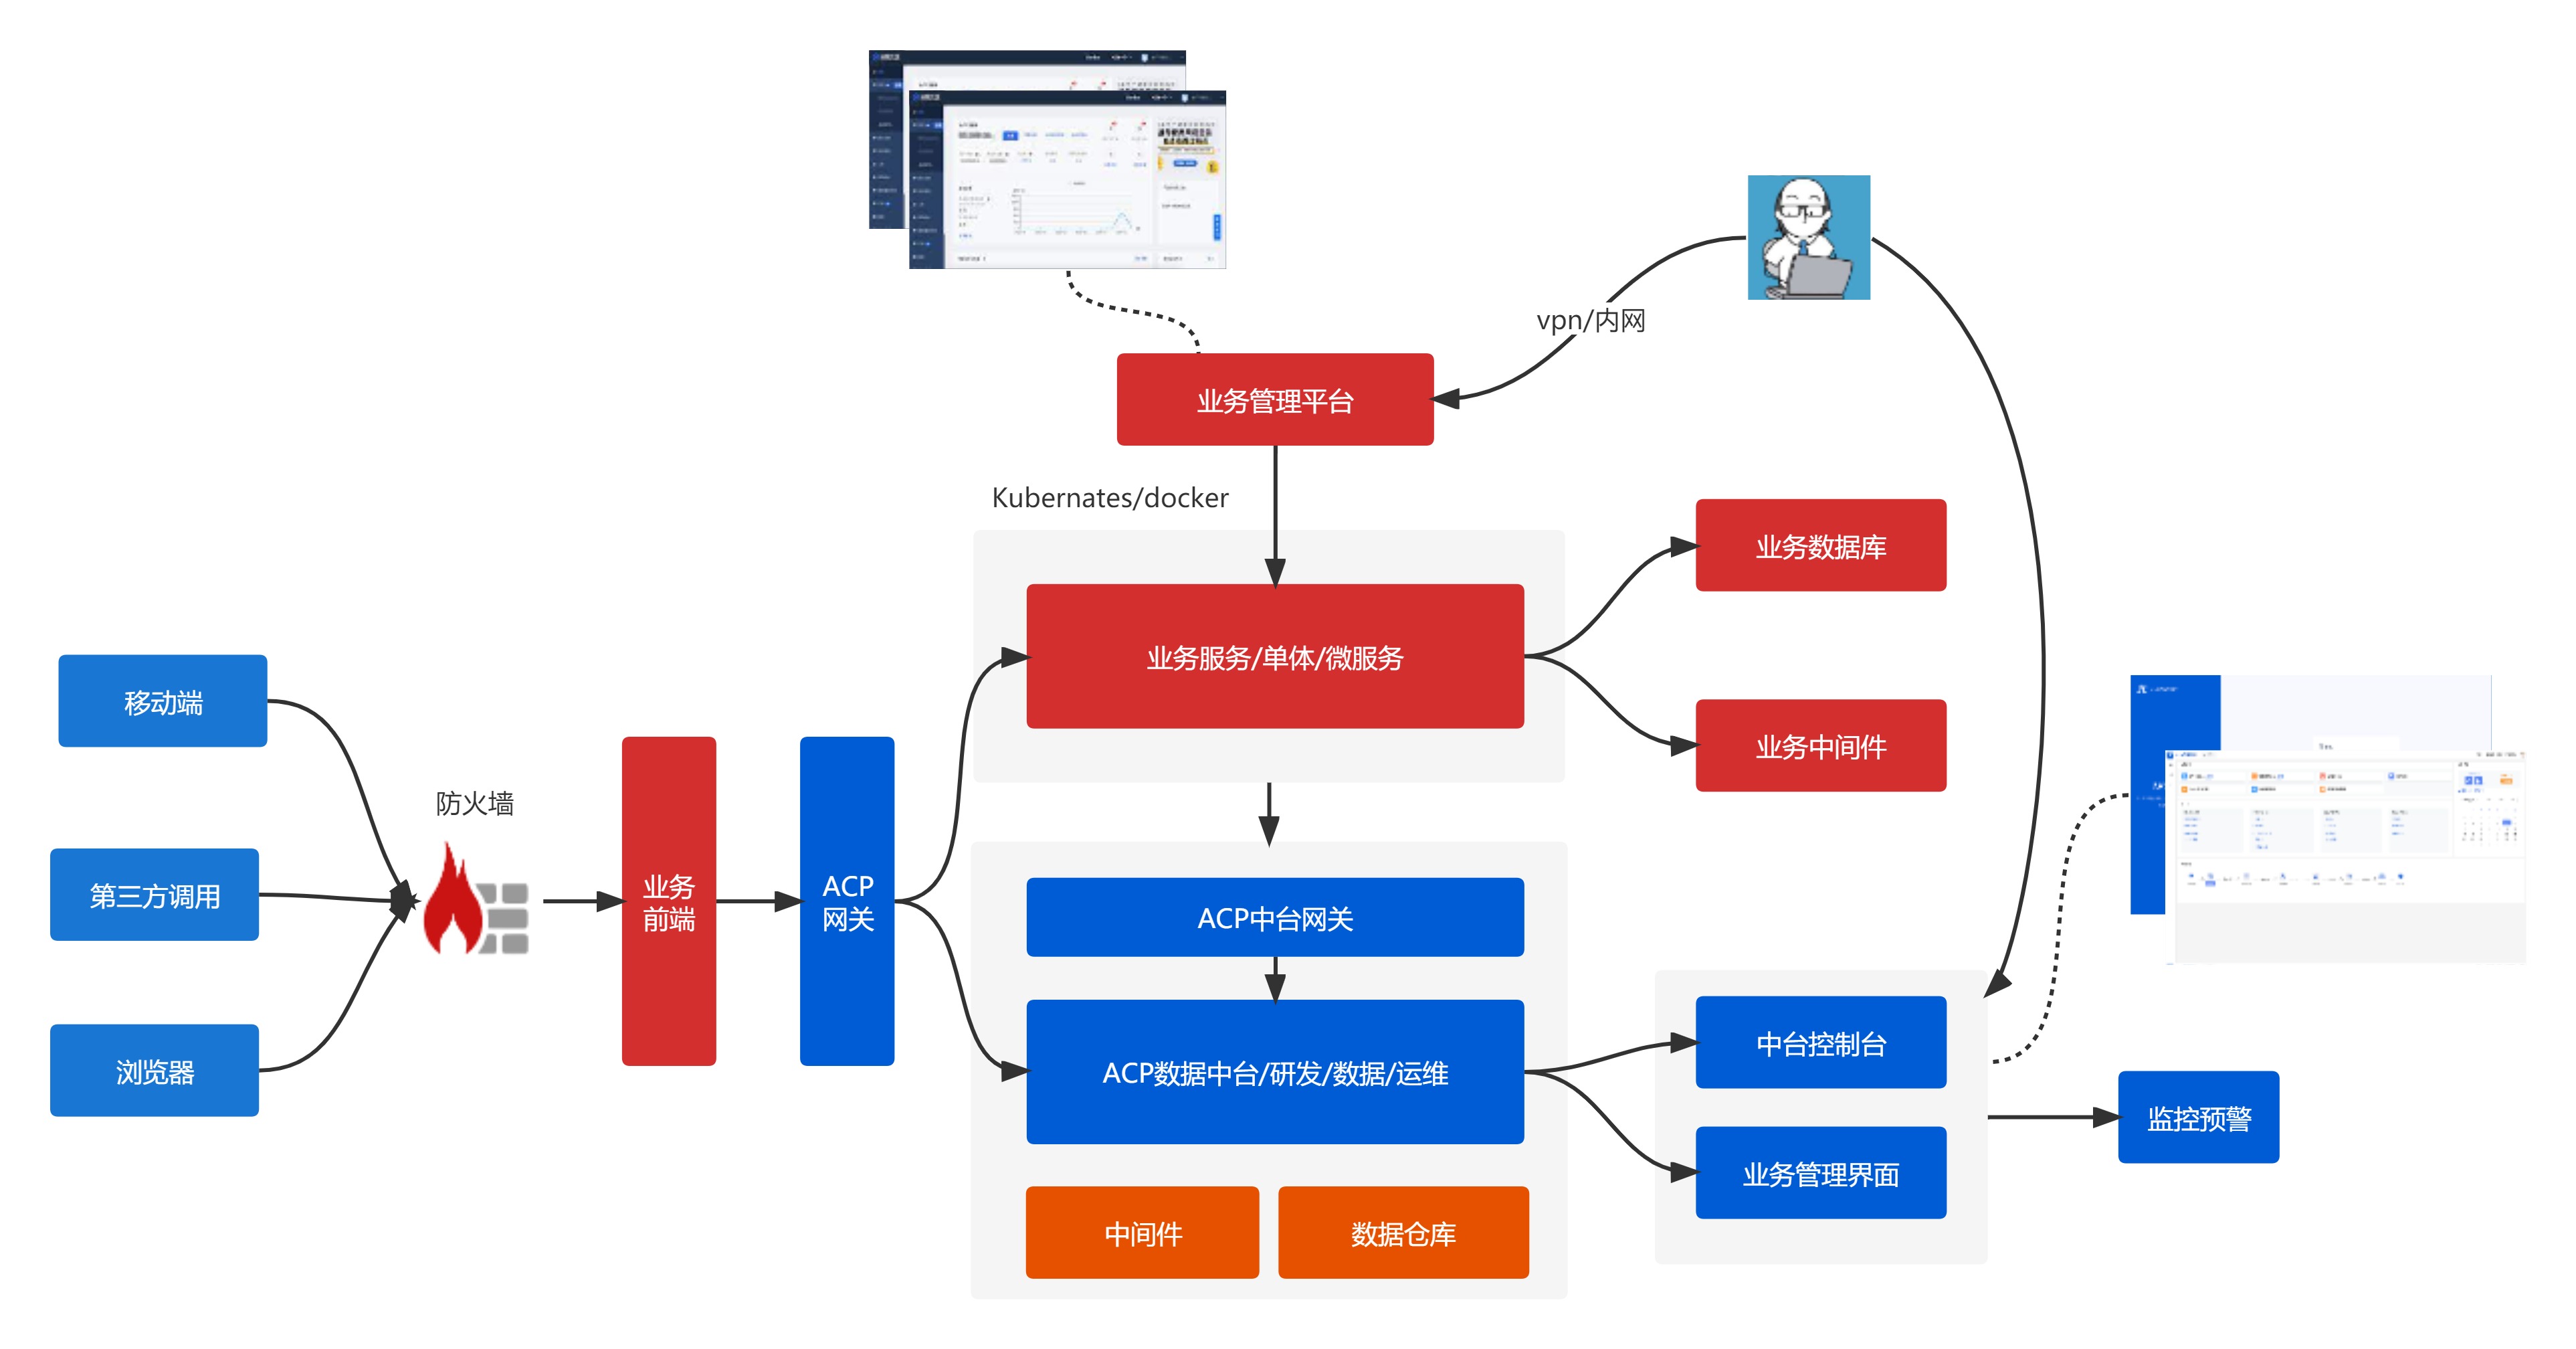 vpn/内网
业务管理平台
Kubernates/docker
业务数据库
业务服务/单体/微服务
移动端
业务中间件
防火墙
第三方调用
业务
前端
ACP
网关
ACP中台网关
浏览器
ACP数据中台/研发/数据/运维
中台控制台
监控预警
业务管理界面
中间件
数据仓库